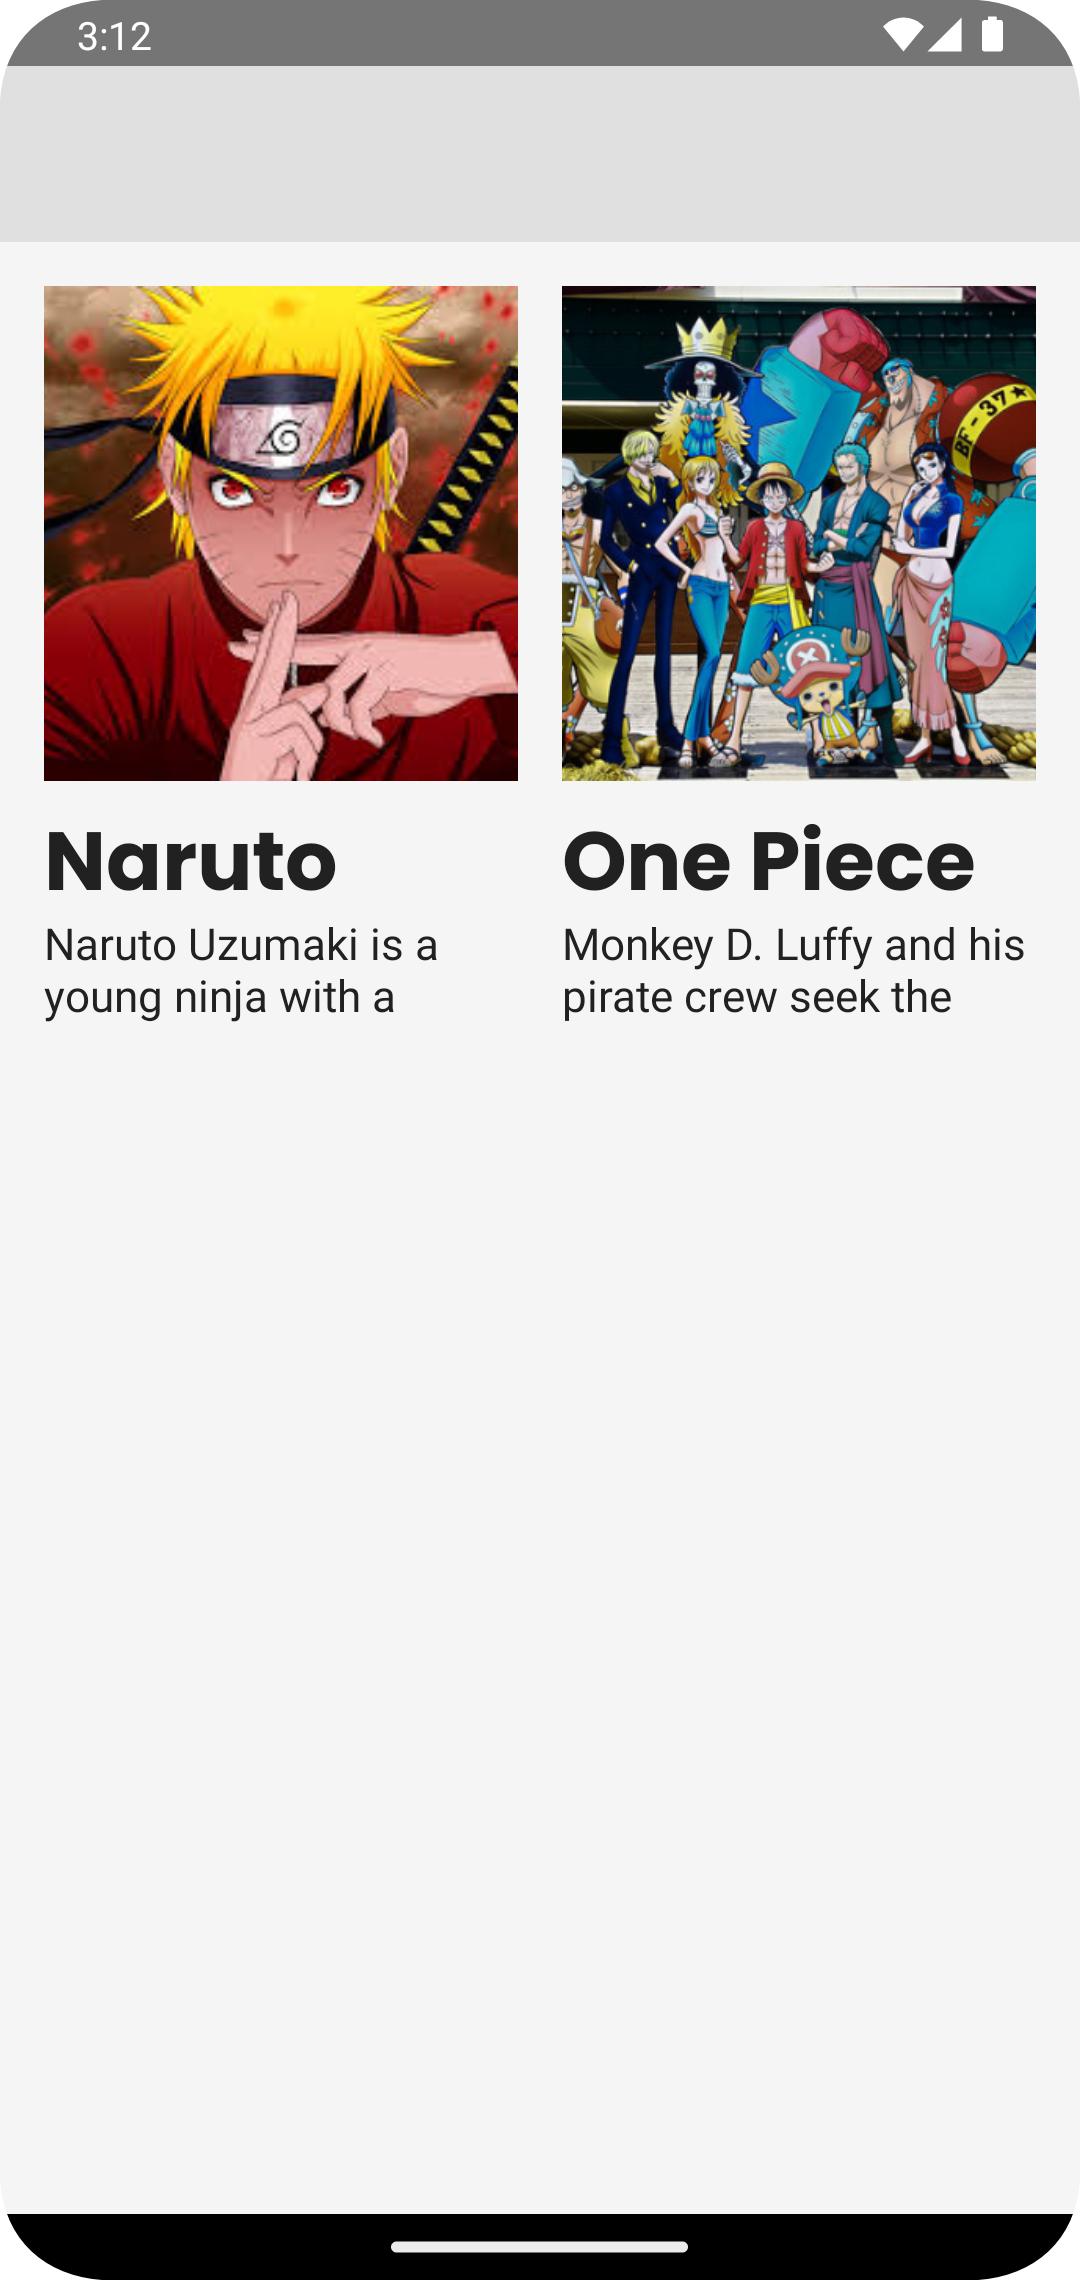 3:12
BF-37★
Naruto
Naruto Uzumaki is a
young ninja with a
One Piece
Monkey D. Luffy and his
pirate crew seek the